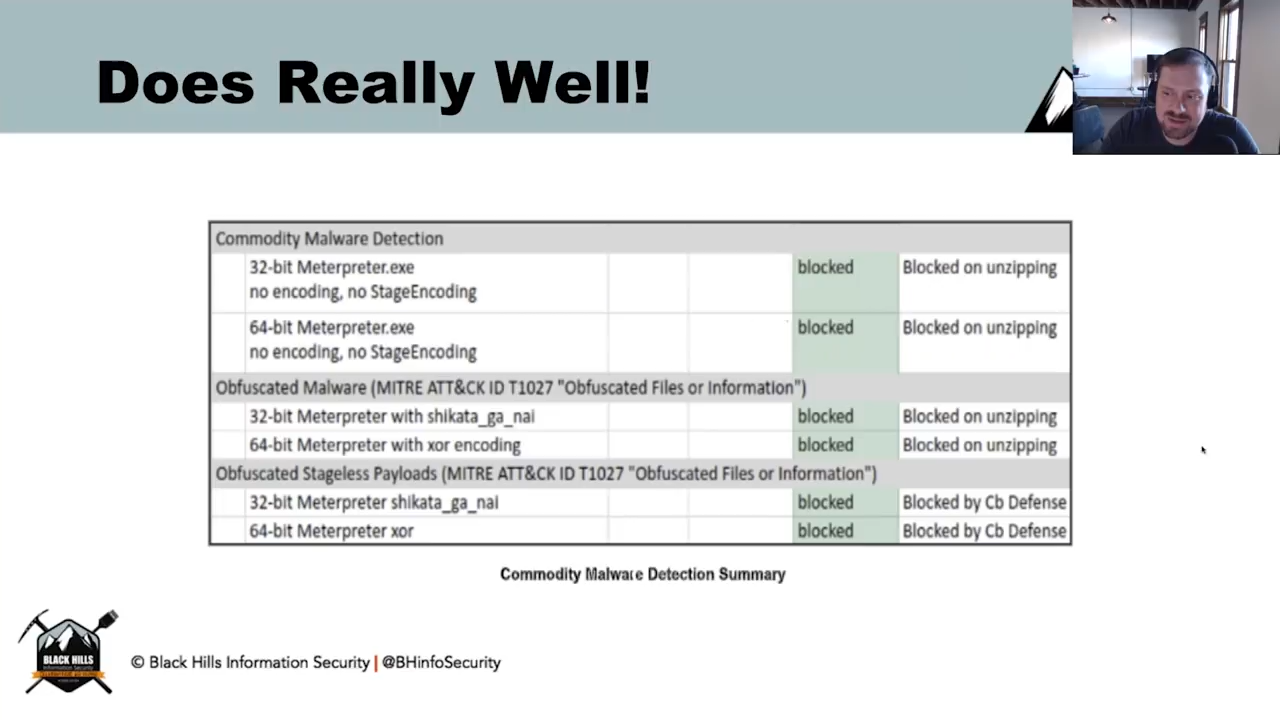 Does Really Well!
Commodity Malware Detection
32-bit Meterpreter.exe blocked Blocked on unzipping
no encoding, no StageEncoding
64-bit Meterpreter.exe blocked Blocked on unzipping
no encoding, no StageEncoding
Obfuscated Malware (MITRE ATT&CK ID T1027 "Obfuscated Files or Information")
32-bit Meterpreter with shikata_ga_nai blocked Blocked on unzipping
64-bit Meterpreter with xor encoding blocked Blocked on unzipping
Obfuscated Stageless Payloads (MITRE ATT&CK ID T1027 "Obfuscated Files or Information")
32-bit Meterpreter shikata_ga_nai blocked Blocked by Cb Defense
64-bit Meterpreter xor blocked Blocked by Cb Defense
Commodity Malware Detection Summary
BLACK HILLS
Information Security
© Black Hills Information Security | @BHinfoSecurity